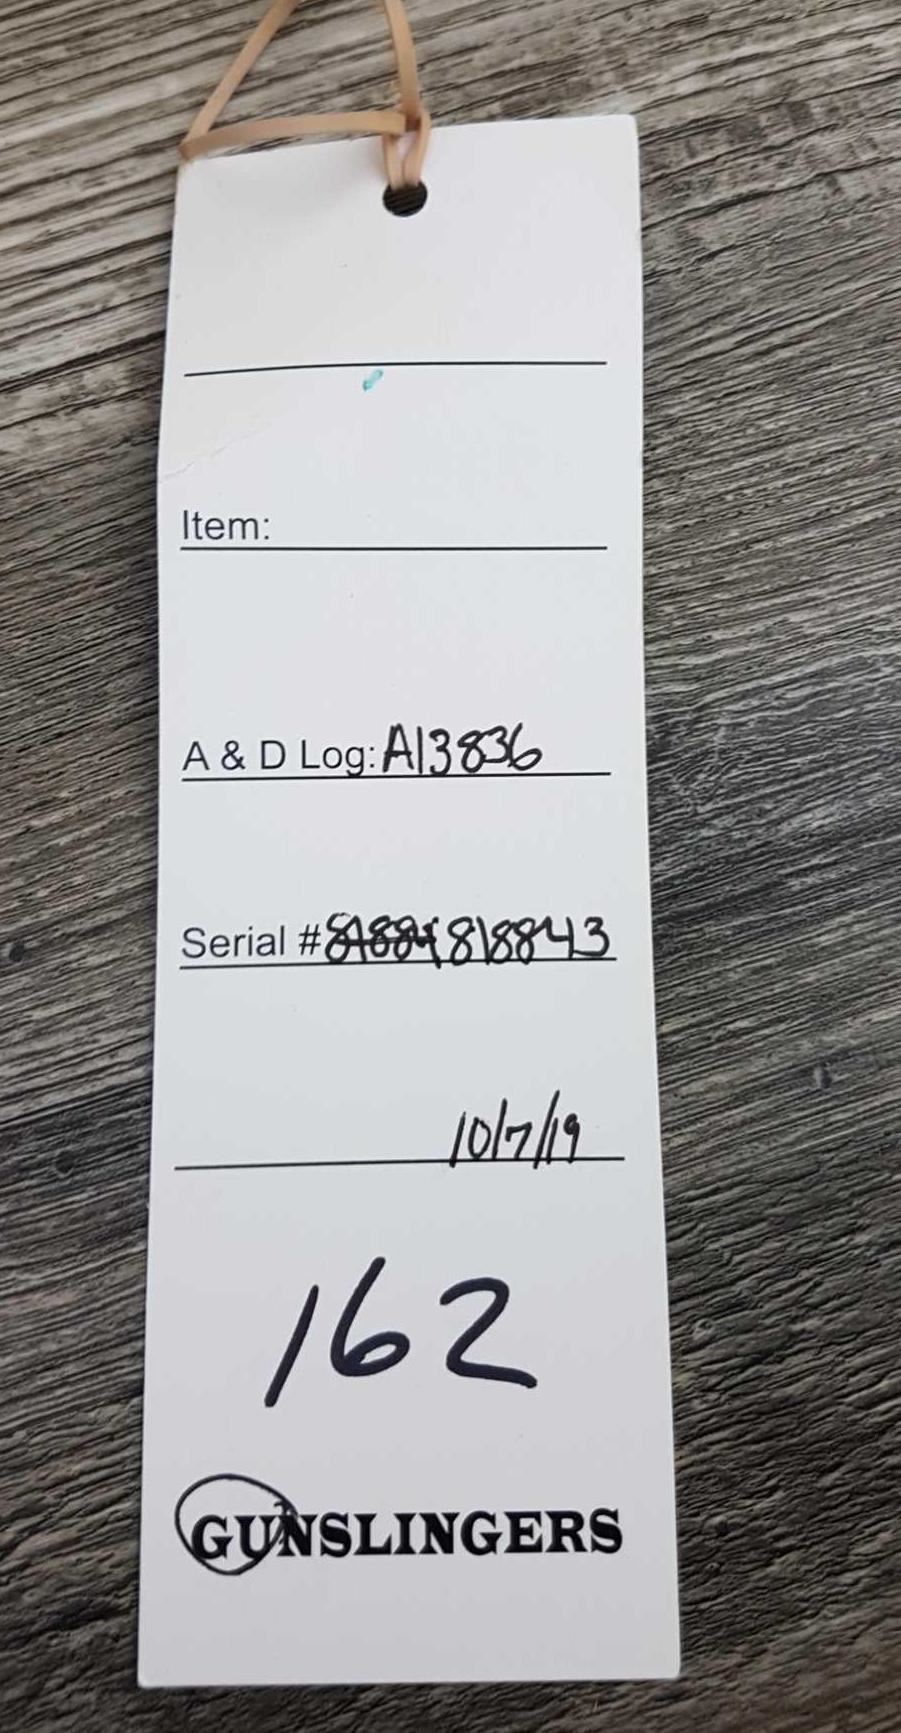 Item:
A & D Log: A13836
Serial # 818843
10/7/19
162
GUNSLINGERS